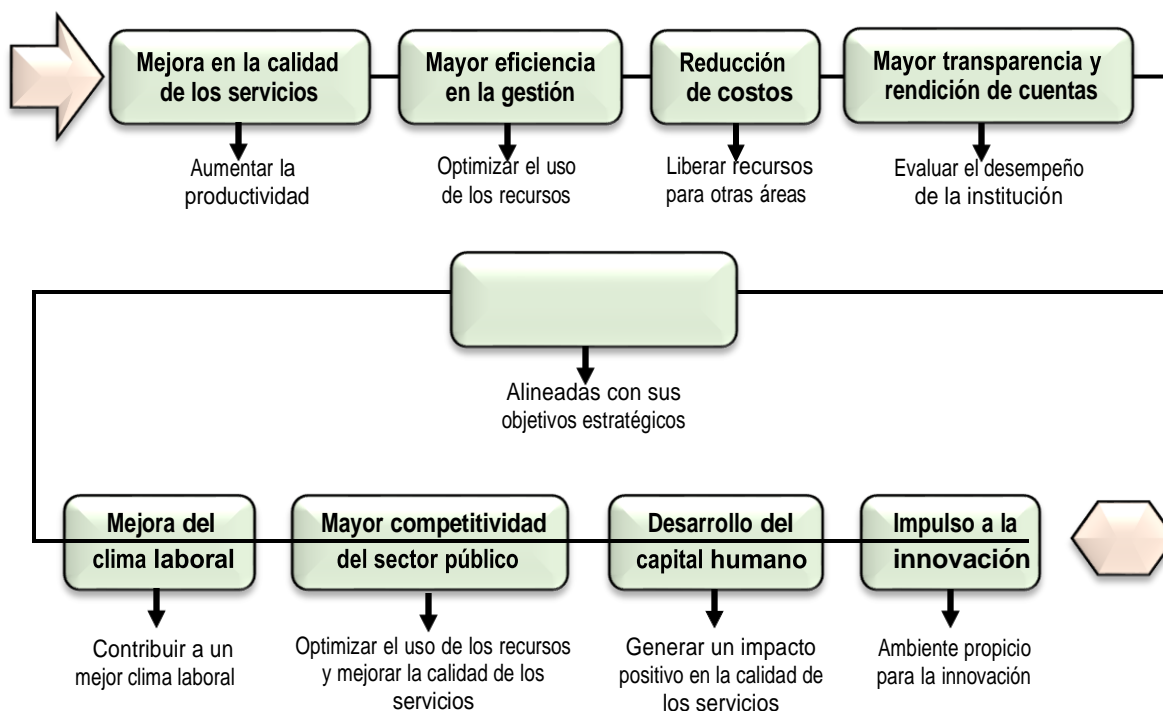 Mejora en la calidad
de los servicios
Aumentar la
productividad
Mayor eficiencia
en la gestión
Optimizar el uso
de los recursos
Reducción
de costos
Liberar recursos
para otras áreas
Mayor transparencia y
rendición de cuentas
Evaluar el desempeño
de la institución
Alineadas con sus
objetivos estratégicos
Mejora del
clima laboral
Contribuir a un
mejor clima laboral
Mayor competitividad
del sector público
Optimizar el uso de los recursos
y mejorar la calidad de los
servicios
Desarrollo del
capital humano
Generar un impacto
positivo en la calidad de
los servicios
Impulso a la
innovación
Ambiente propicio
para la innovación